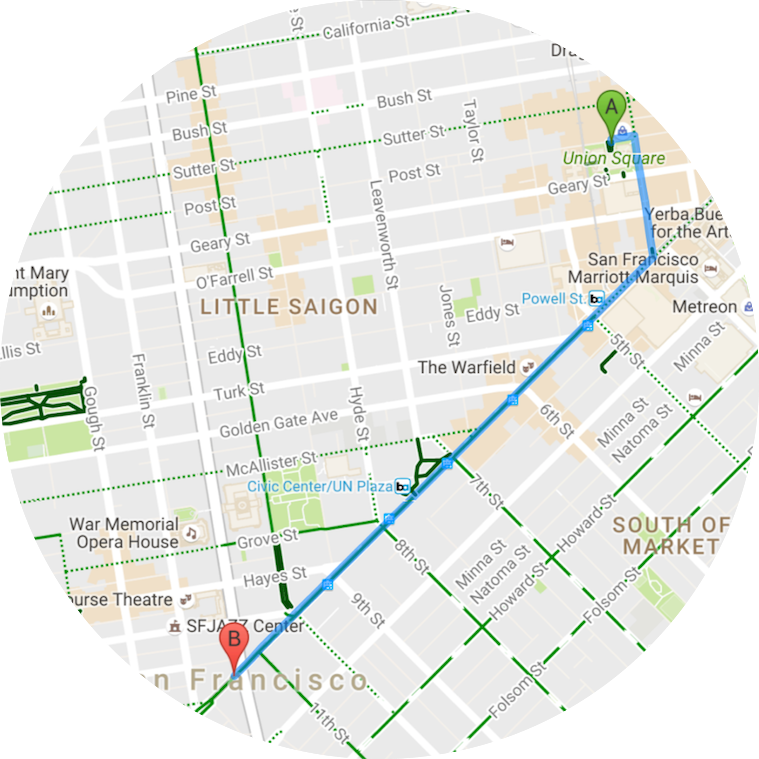 California St
Pine St
Bush St
Bush St
Taylor St
Sutter St
Sutter St
A
Union Square
Post St
Post St
Geary St
Geary St
Leavenworth St
Yerba Bue
for the Art
San Francisco
Marriott Marquis
nt Mary
umption
O'Farrell St
LITTLE SAIGON
Powell St.
Metreon
Jones St
Eddy St
Eddy St
llis St
5th St
Minna St
The Warfield
Franklin St
Gough St
Turk St
Hyde St
Golden Gate Ave
6th St
Minna St
Natoma St
McAllister St
Civic Center/UN Plaza
7th St
War Memorial
Opera House
Grove St
Howard St
SOUTH OF
MARKET
8th St
Minna St
Natoma St
Howard St
Hayes St
Folsom St
ourse Theatre
9th St
SFJAZZ Center
B
n Francisco
Folsom St
11th St